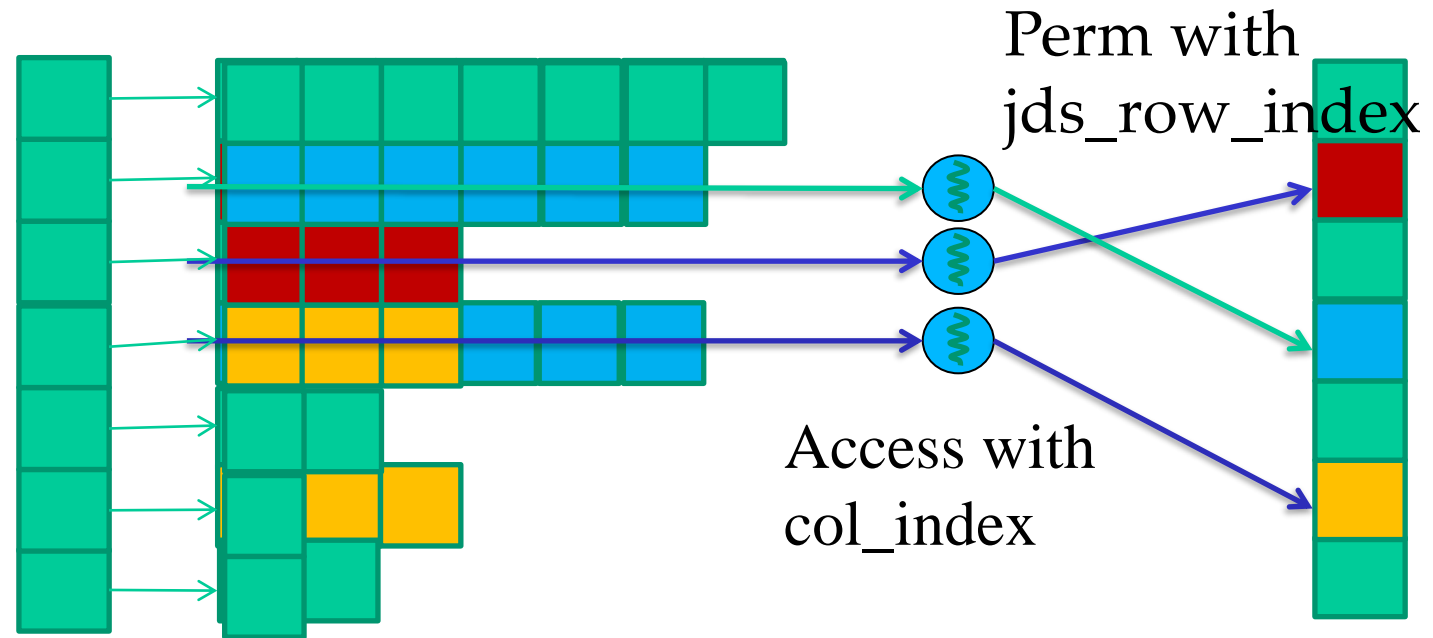 Perm with
jds_row_index
Access with
col_index